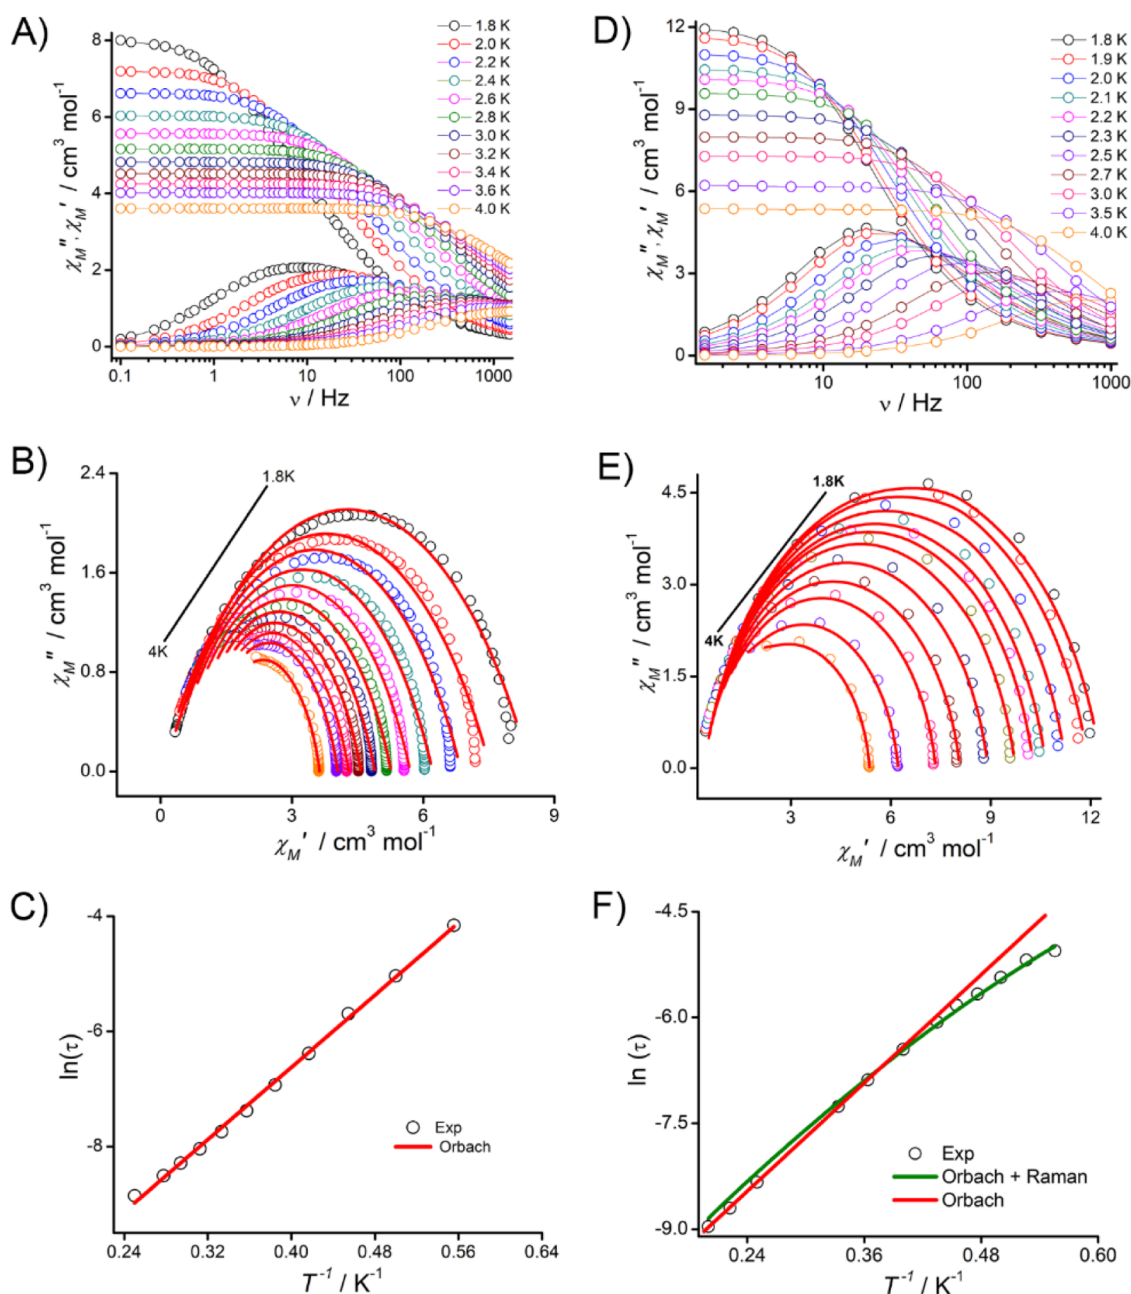 A)
8
6
4
2
0
χM″, χM′ / cm³ mol⁻¹
0.1 1 10 100 1000
ν / Hz
1.8 K
2.0 K
2.2 K
2.4 K
2.6 K
2.8 K
3.0 K
3.2 K
3.4 K
3.6 K
4.0 K
D)
12
9
6
3
0
χM″, χM′ / cm³ mol⁻¹
10 100 1000
ν / Hz
1.8 K
1.9 K
2.0 K
2.1 K
2.2 K
2.3 K
2.5 K
2.7 K
3.0 K
3.5 K
4.0 K
B)
2.4
1.6
0.8
0.0
χM″ / cm³ mol⁻¹
1.8K
4K
0 3 6 9
χM′ / cm³ mol⁻¹
E)
4.5
3.0
1.5
0.0
χM″ / cm³ mol⁻¹
1.8K
4K
3 6 9 12
χM′ / cm³ mol⁻¹
C)
-4
-6
-8
ln(τ)
Exp
Orbach
0.24 0.32 0.40 0.48 0.56 0.64
T⁻¹ / K⁻¹
F)
-4.5
-6.0
-7.5
-9.0
ln (τ)
Exp
Orbach + Raman
Orbach
0.24 0.36 0.48 0.60
T⁻¹ / K⁻¹